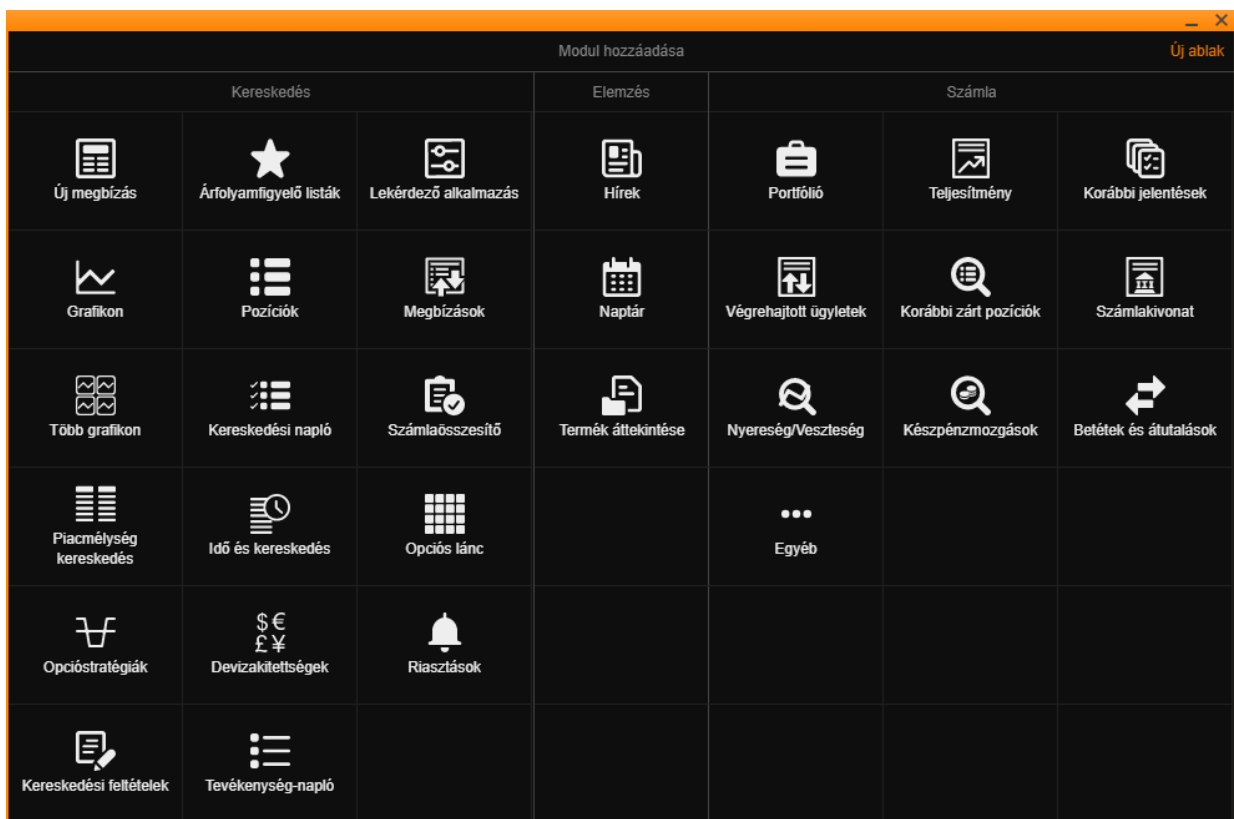 Modul hozzáadása
Új ablak
Kereskedés
Elemzés
Számla
Új megbízás
Árfolyamfigyelő listák
Lekérdező alkalmazás
Hírek
Portfólió
Teljesítmény
Korábbi jelentések
Grafikon
Pozíciók
Megbízások
Naptár
Végrehajtott ügyletek
Korábbi zárt pozíciók
Számlakivonat
Több grafikon
Kereskedési napló
Számlaösszesítő
Termék áttekintése
Nyereség/Veszteség
Készpénzmozgások
Betétek és átutalások
Piacmélység
kereskedés
Idő és kereskedés
Opciós lánc
Egyéb
$ €
£ ¥
Opcióstratégiák
Devizakitettségek
Riasztások
Kereskedési feltételek
Tevékenység-napló